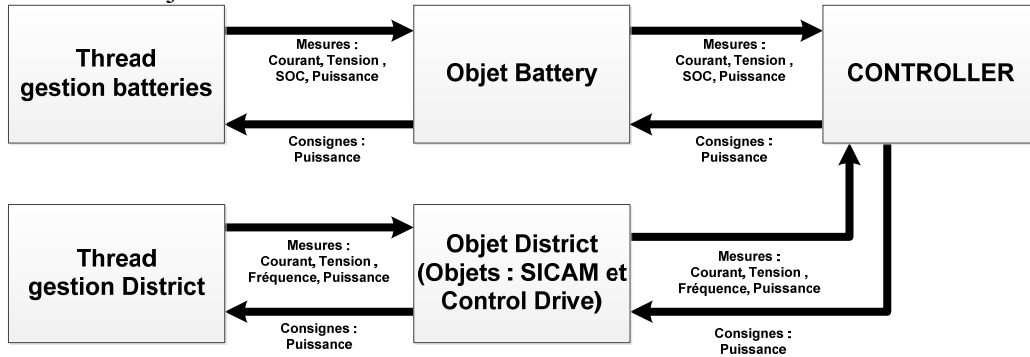 Thread
gestion batteries
Mesures :
Courant, Tension ,
SOC, Puissance
Consignes :
Puissance
Objet Battery
Mesures :
Courant, Tension ,
SOC, Puissance
Consignes :
Puissance
CONTROLLER
Thread
gestion District
Mesures :
Courant, Tension ,
Fréquence, Puissance
Consignes :
Puissance
Objet District
(Objets : SICAM et
Control Drive)
Mesures :
Courant, Tension ,
Fréquence, Puissance
Consignes :
Puissance